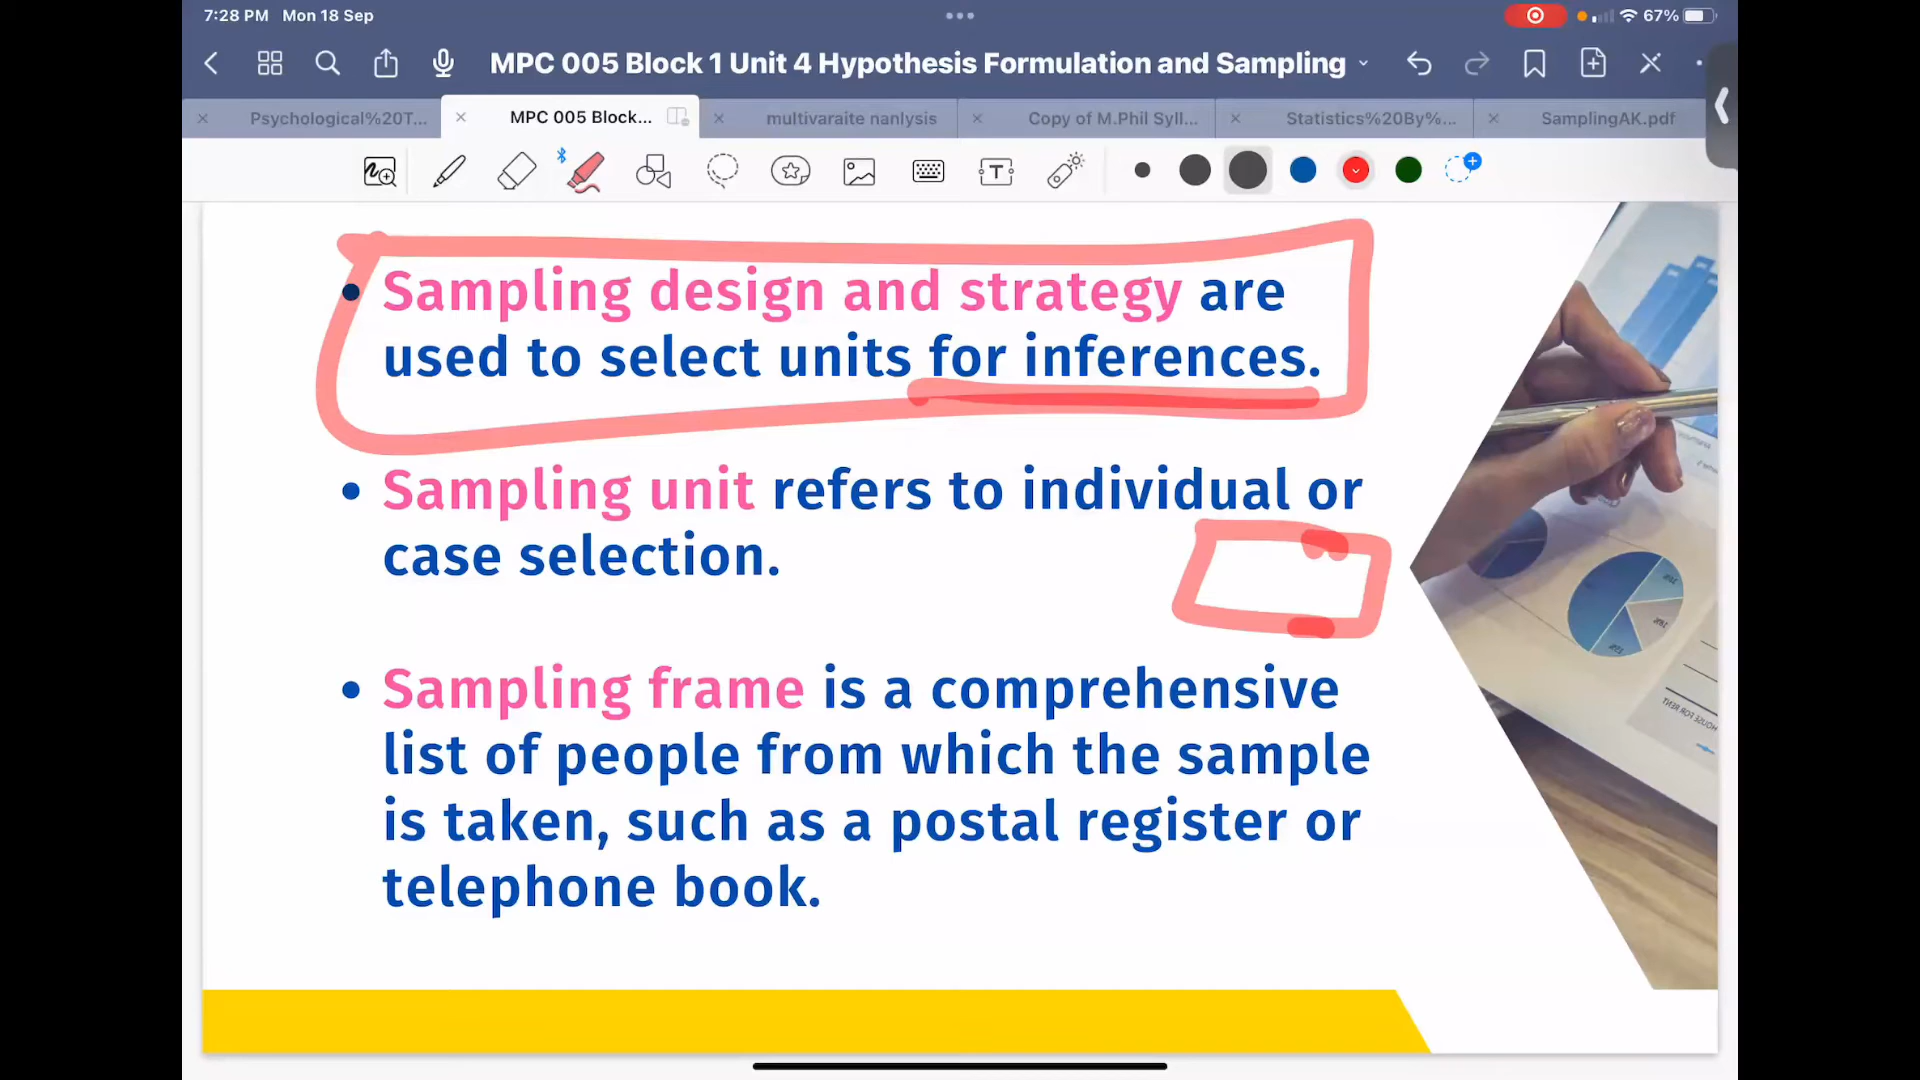 7:28 PM Mon 18 Sep
67%
MPC 005 Block 1 Unit 4 Hypothesis Formulation and Sampling
Psychological%20T...
MPC 005 Block...
multivaraite nanlysis
Copy of M.Phil Syll...
Statistics%20By%...
SamplingAK.pdf
T
• Sampling design and strategy are
used to select units for inferences.
• Sampling unit refers to individual or
case selection.
• Sampling frame is a comprehensive
list of people from which the sample
is taken, such as a postal register or
telephone book.